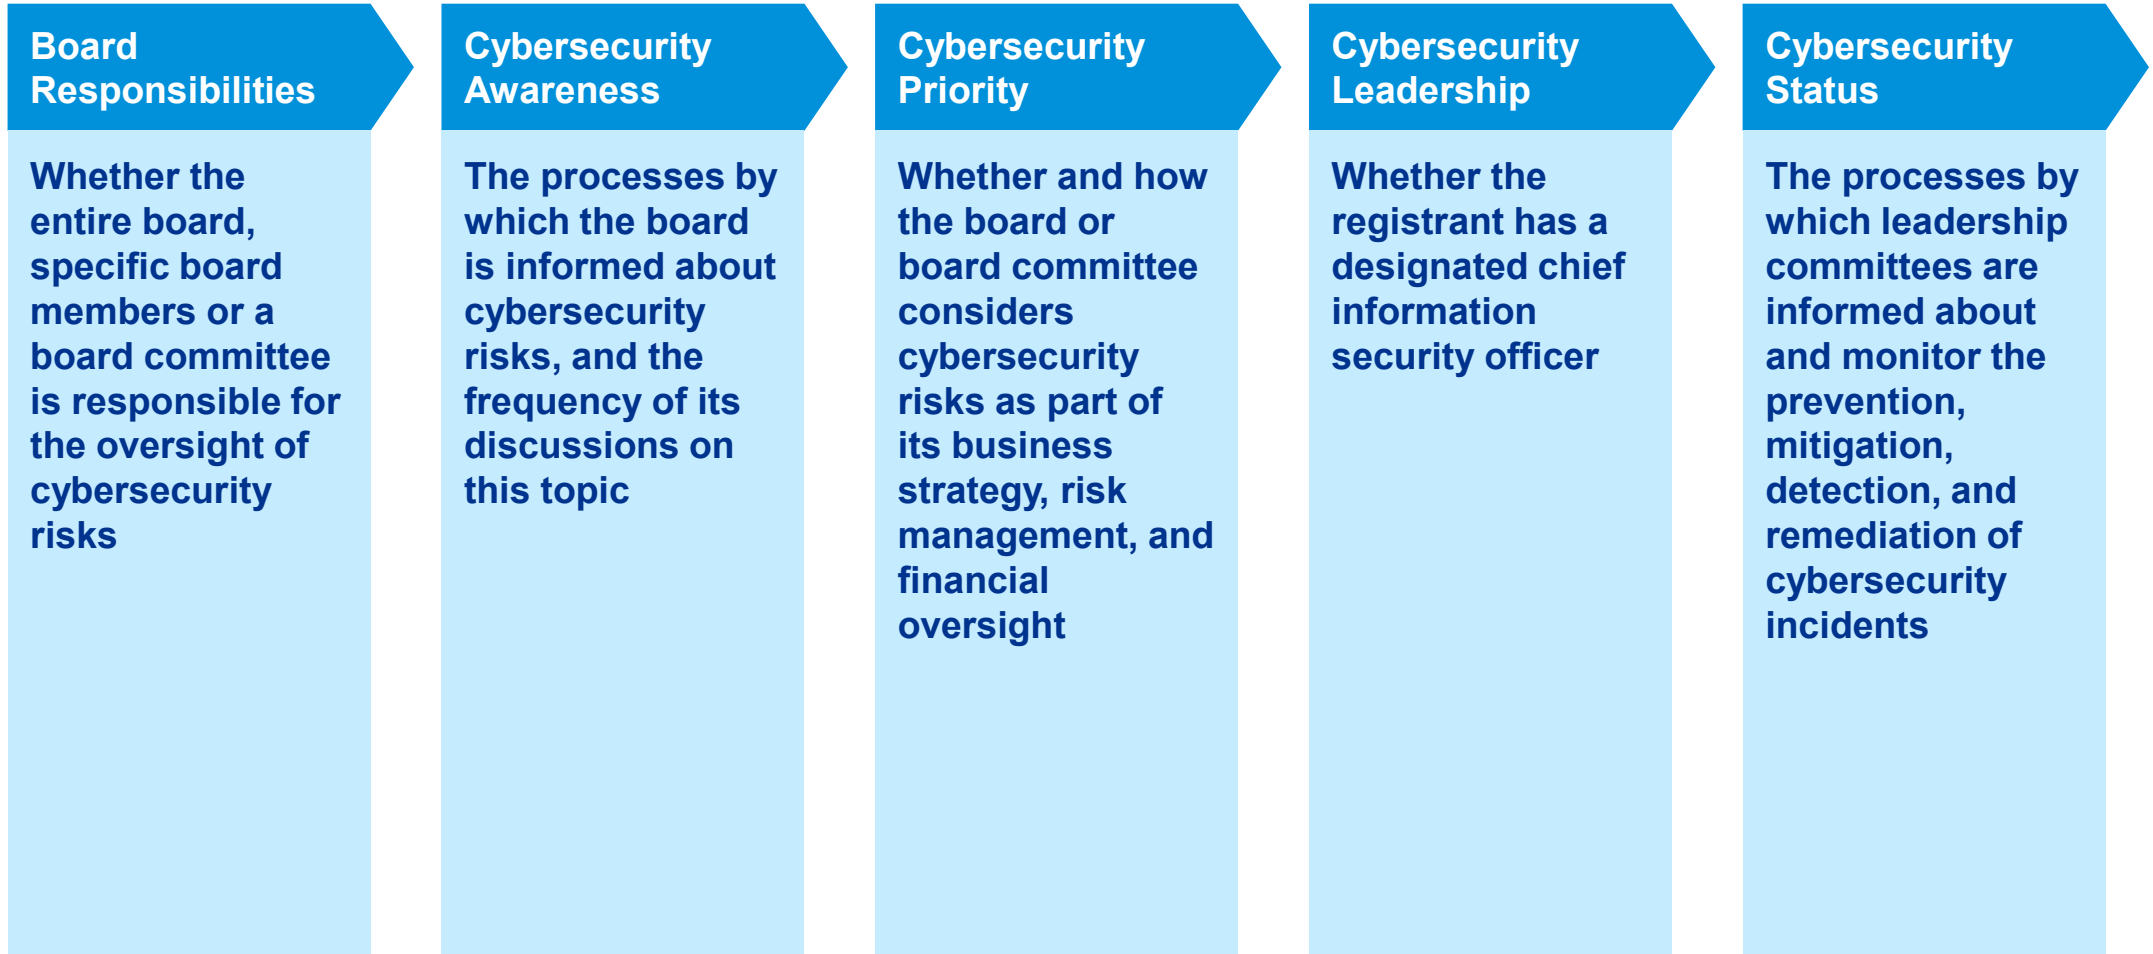 Board
Responsibilities
Whether the
entire board,
specific board
members or a
board committee
is responsible for
the oversight of
cybersecurity
risks
Cybersecurity
Awareness
The processes by
which the board
is informed about
cybersecurity
risks, and the
frequency of its
discussions on
this topic
Cybersecurity
Priority
Whether and how
the board or
board committee
considers
cybersecurity
risks as part of
its business
strategy, risk
management, and
financial
oversight
Cybersecurity
Leadership
Whether the
registrant has a
designated chief
information
security officer
Cybersecurity
Status
The processes by
which leadership
committees are
informed about
and monitor the
prevention,
mitigation,
detection, and
remediation of
cybersecurity
incidents